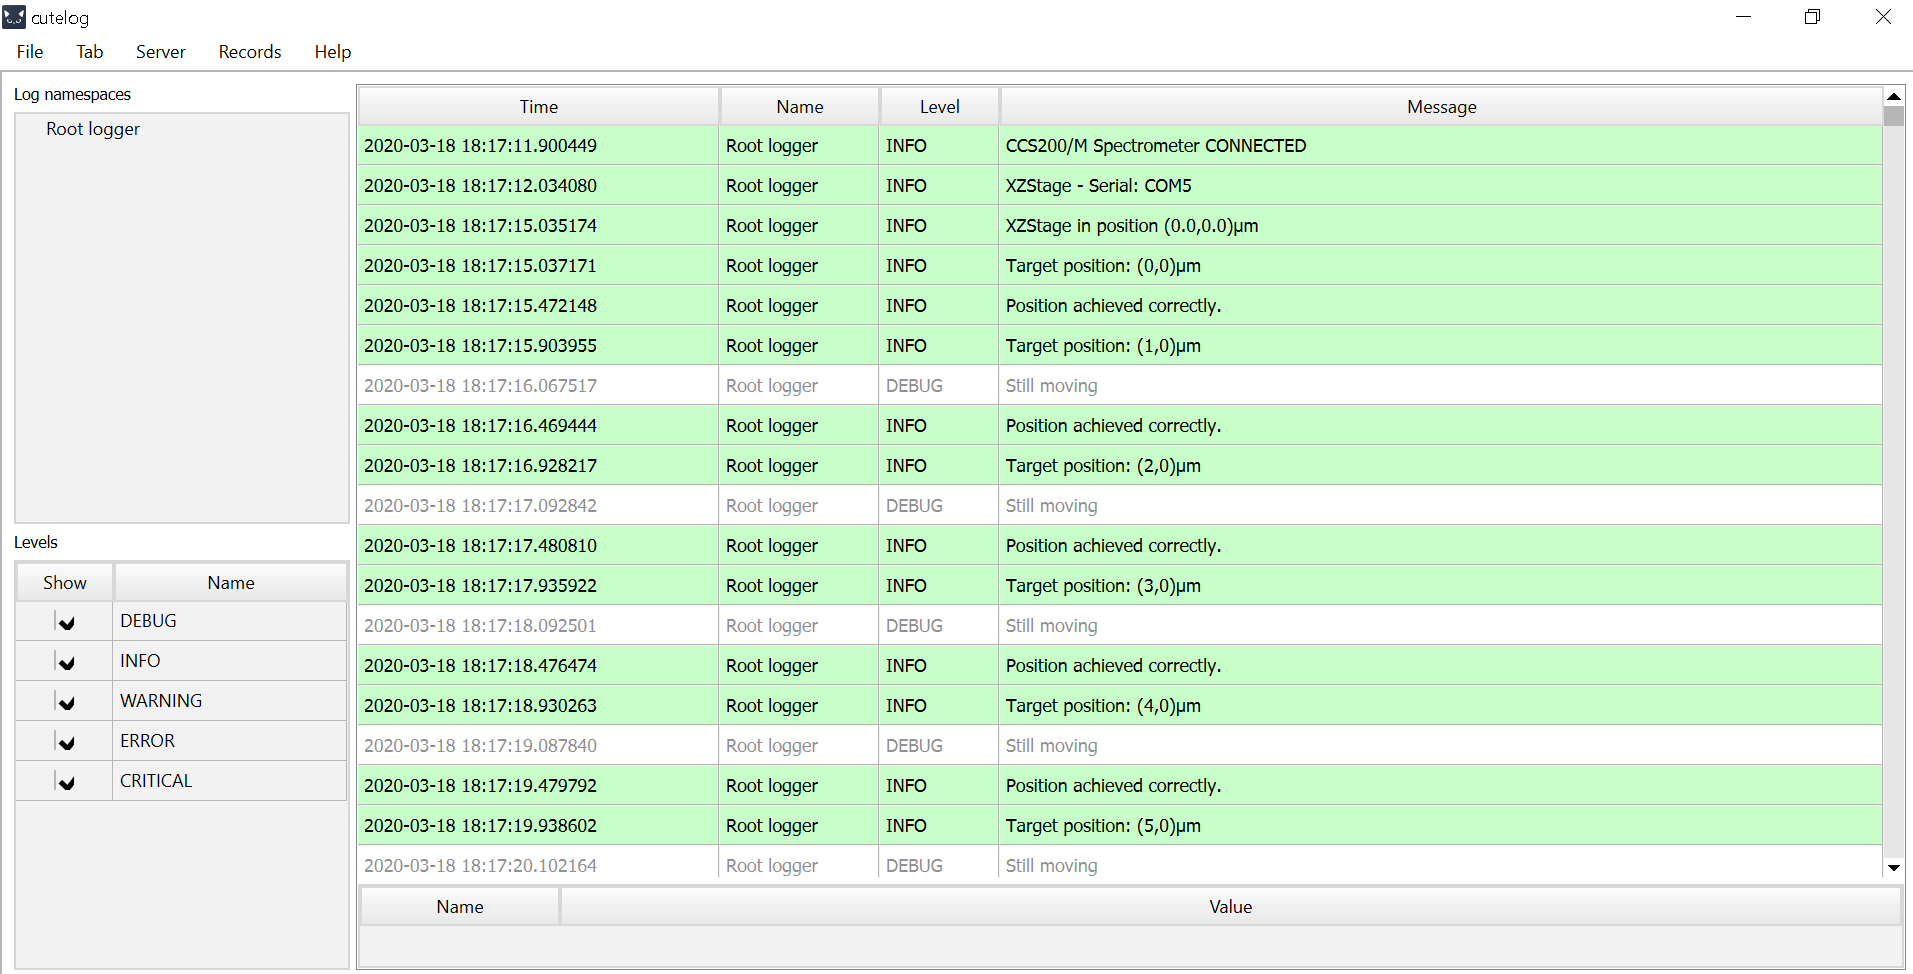 cutelog
File Tab Server Records Help
Log namespaces
Root logger
Levels
Show Name
DEBUG
INFO
WARNING
ERROR
CRITICAL
Time Name Level Message
2020-03-18 18:17:11.900449 Root logger INFO CCS200/M Spectrometer CONNECTED
2020-03-18 18:17:12.034080 Root logger INFO XZStage - Serial: COM5
2020-03-18 18:17:15.035174 Root logger INFO XZStage in position (0.0,0.0)µm
2020-03-18 18:17:15.037171 Root logger INFO Target position: (0,0)µm
2020-03-18 18:17:15.472148 Root logger INFO Position achieved correctly.
2020-03-18 18:17:15.903955 Root logger INFO Target position: (1,0)µm
2020-03-18 18:17:16.067517 Root logger DEBUG Still moving
2020-03-18 18:17:16.469444 Root logger INFO Position achieved correctly.
2020-03-18 18:17:16.928217 Root logger INFO Target position: (2,0)µm
2020-03-18 18:17:17.092842 Root logger DEBUG Still moving
2020-03-18 18:17:17.480810 Root logger INFO Position achieved correctly.
2020-03-18 18:17:17.935922 Root logger INFO Target position: (3,0)µm
2020-03-18 18:17:18.092501 Root logger DEBUG Still moving
2020-03-18 18:17:18.476474 Root logger INFO Position achieved correctly.
2020-03-18 18:17:18.930263 Root logger INFO Target position: (4,0)µm
2020-03-18 18:17:19.087840 Root logger DEBUG Still moving
2020-03-18 18:17:19.479792 Root logger INFO Position achieved correctly.
2020-03-18 18:17:19.938602 Root logger INFO Target position: (5,0)µm
2020-03-18 18:17:20.102164 Root logger DEBUG Still moving
Name Value